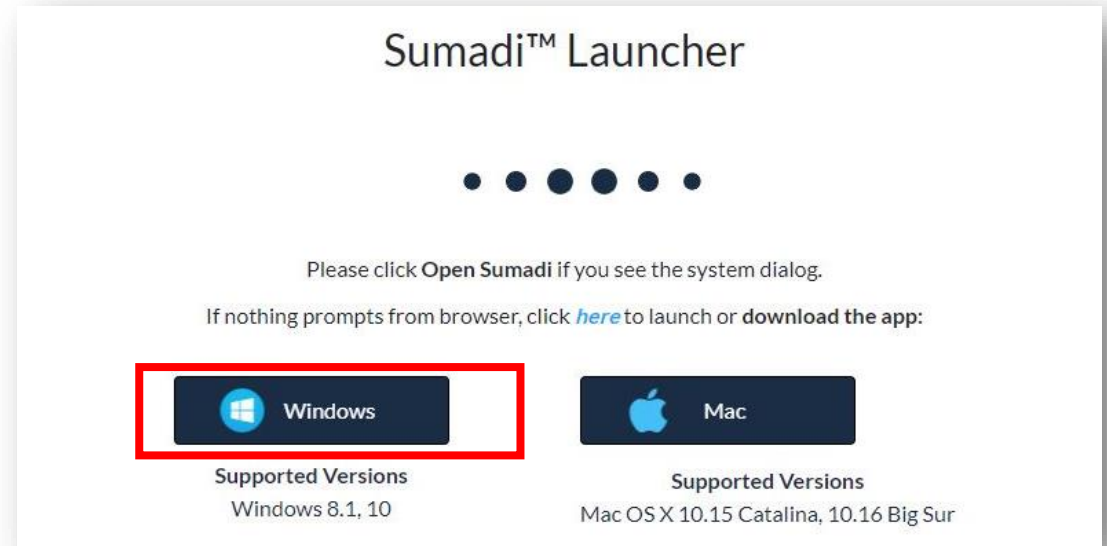 Sumadi™ Launcher
Please click Open Sumadi if you see the system dialog.
If nothing prompts from browser, click here to launch or download the app:
Windows
Mac
Supported Versions
Windows 8.1, 10
Supported Versions
Mac OS X 10.15 Catalina, 10.16 Big Sur